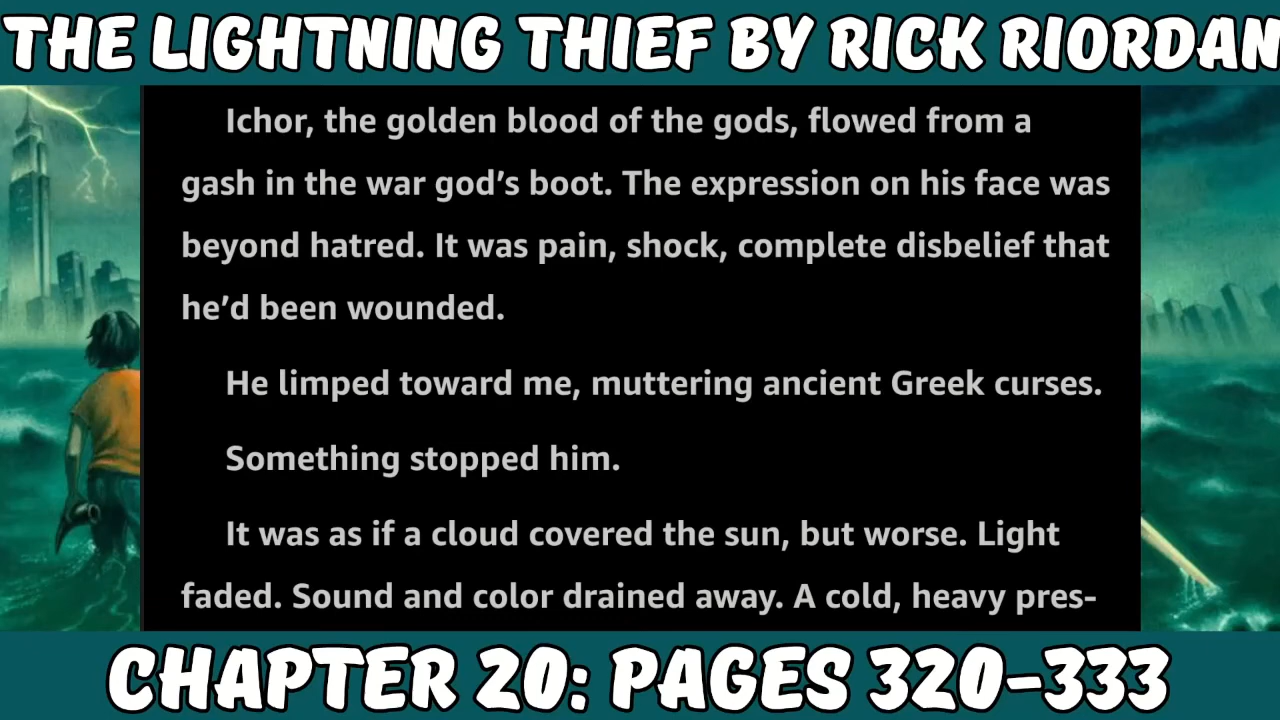 THE LIGHTNING THIEF BY RICK RIORDAN
Ichor, the golden blood of the gods, flowed from a
gash in the war god’s boot. The expression on his face was
beyond hatred. It was pain, shock, complete disbelief that
he’d been wounded.
He limped toward me, muttering ancient Greek curses.
Something stopped him.
It was as if a cloud covered the sun, but worse. Light
faded. Sound and color drained away. A cold, heavy pres-
CHAPTER 20: PAGES 320-333